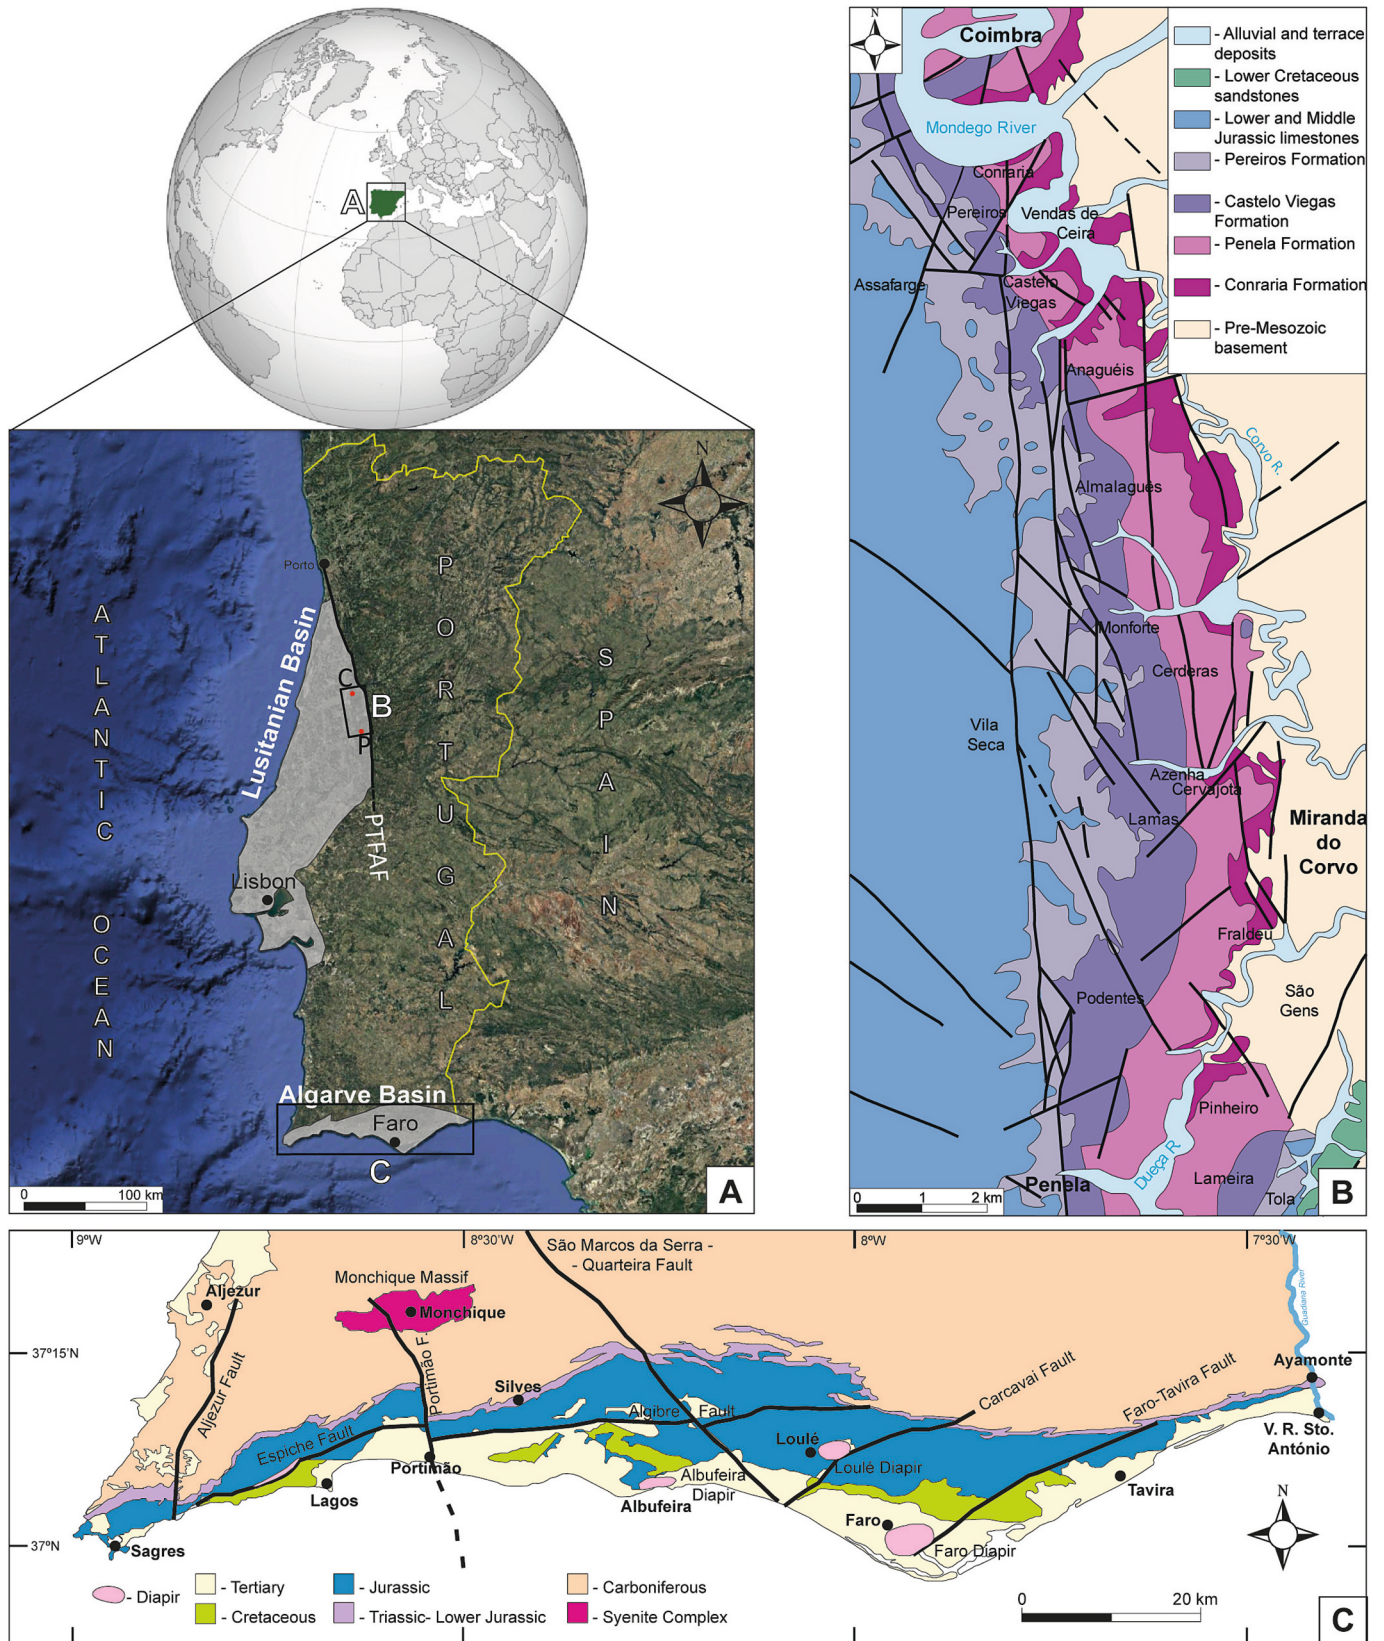 A
N
ATLANTIC OCEAN
Porto
Lusitanian Basin
PORTUGAL
SPAIN
C
B
P
PTFAF
Lisbon
Algarve Basin
Faro
C
0 100 km
A
N
Coimbra
Mondego River
Conraria
Pereiros
Vendas de
Ceira
Assafarge
Castelo
Viegas
Anaguéis
Corvo R.
Almalaguês
Monforte
Cerderas
Vila
Seca
Azenha
Cervajota
Lamas
Miranda
do
Corvo
Fraldeu
Podentes
São
Gens
Pinheiro
Dueça R.
Lameira
Penela
Tola
0 1 2 km
B
- Alluvial and terrace
deposits
- Lower Cretaceous
sandstones
- Lower and Middle
Jurassic limestones
- Pereiros Formation
- Castelo Viegas
Formation
- Penela Formation
- Conraria Formation
- Pre-Mesozoic
basement
9ºW
8º30'W
8ºW
7º30'W
37º15'N
37ºN
São Marcos da Serra -
- Quarteira Fault
Monchique Massif
Monchique
Aljezur
Aljezur Fault
Portimão F.
Silves
Espiche Fault
Algibre Fault
Carcavai Fault
Faro-Tavira Fault
Guadiana River
Ayamonte
V. R. Sto.
António
Loulé
Loulé Diapir
Portimão
Lagos
Albufeira
Diapir
Albufeira
Tavira
Faro
Faro Diapir
Sagres
N
- Diapir
- Tertiary
- Cretaceous
- Jurassic
- Triassic- Lower Jurassic
- Carboniferous
- Syenite Complex
0 20 km
C